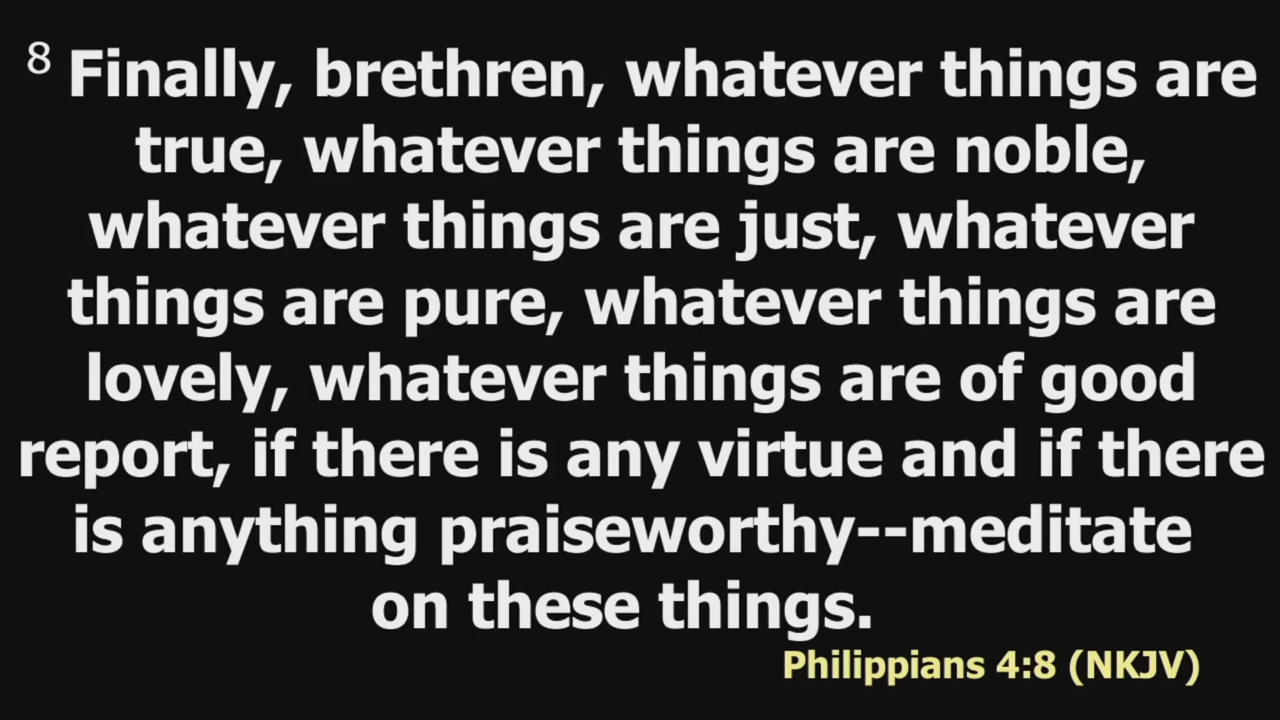 8 Finally, brethren, whatever things are
true, whatever things are noble,
whatever things are just, whatever
things are pure, whatever things are
lovely, whatever things are of good
report, if there is any virtue and if there
is anything praiseworthy--meditate
on these things.
Philippians 4:8 (NKJV)